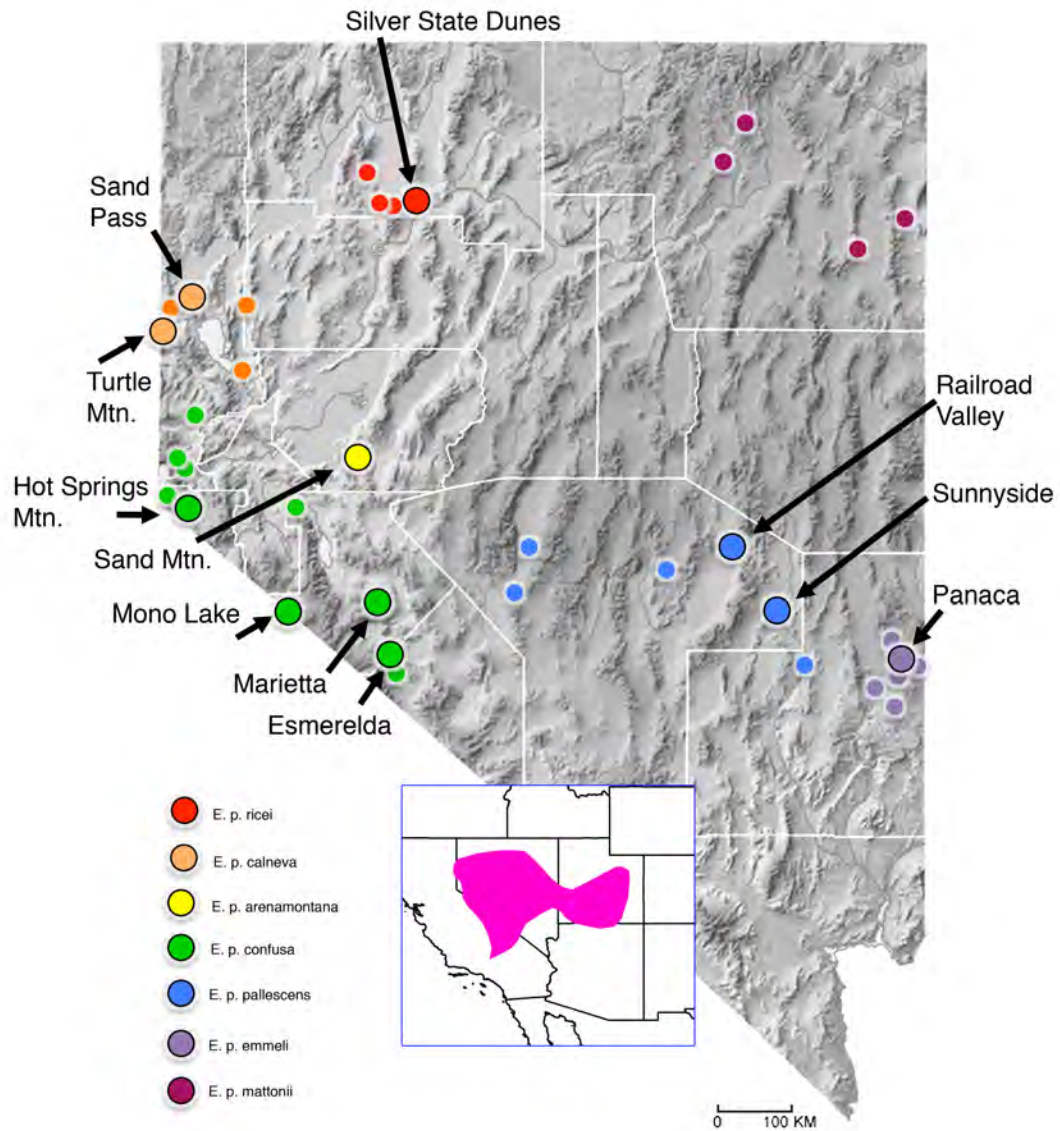 Silver State Dunes
Sand
Pass
Turtle
Mtn.
Railroad
Valley
Hot Springs
Mtn.
Sunnyside
Sand Mtn.
Panaca
Mono Lake
Marietta
Esmerelda
E. p. ricei
E. p. calneva
E. p. arenamontana
E. p. confusa
E. p. pallescens
E. p. emmeli
E. p. mattonii
0 100 KM